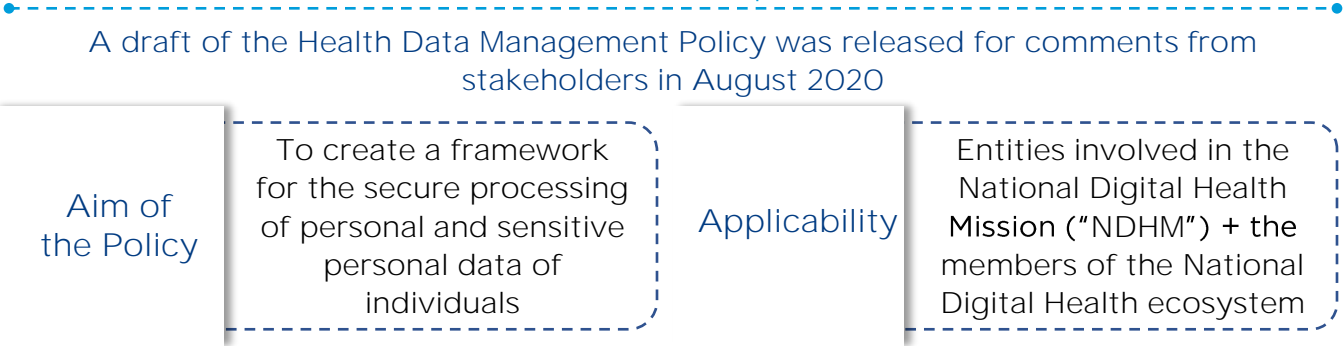 A draft of the Health Data Management Policy was released for comments from
stakeholders in August 2020
Aim of
the Policy
To create a framework
for the secure processing
of personal and sensitive
personal data of
individuals
Applicability
Entities involved in the
National Digital Health
Mission ("NDHM") + the
members of the National
Digital Health ecosystem